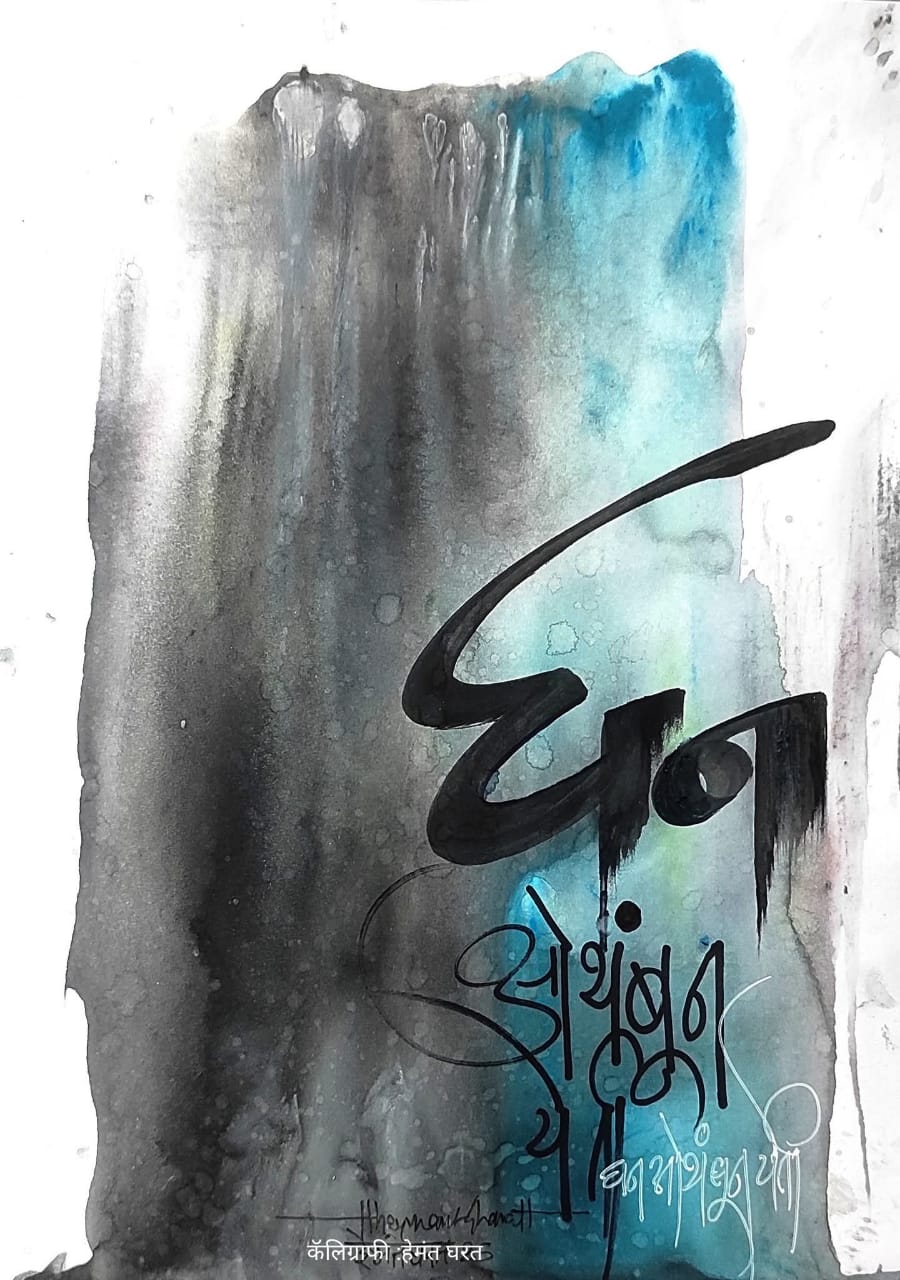 घन
ओथंबून
येता
घन ओथंबून येती
कॅलिग्राफी :हेमंत घरत